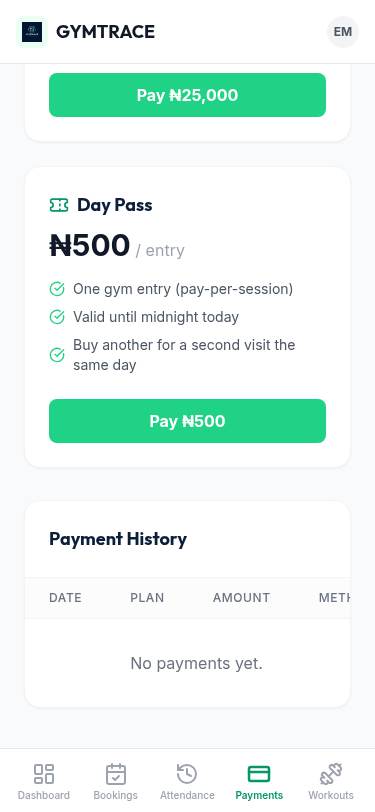 GYMTRACE
EM
Pay ₦25,000
Day Pass
₦500 / entry
One gym entry (pay-per-session)
Valid until midnight today
Buy another for a second visit the
same day
Pay ₦500
Payment History
DATE PLAN AMOUNT METH
No payments yet.
Dashboard Bookings Attendance Payments Workouts